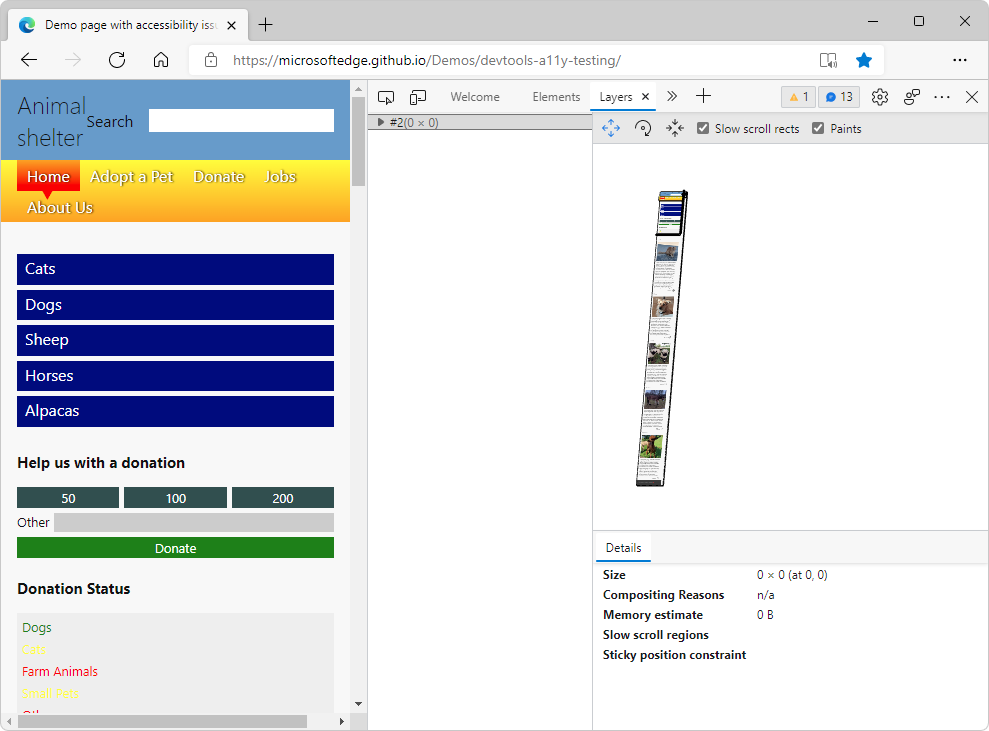 Demo page with accessibility issu
https://microsoftedge.github.io/Demos/devtools-a11y-testing/
Animal shelter
Search
Home
Adopt a Pet
Donate
Jobs
About Us
Cats
Dogs
Sheep
Horses
Alpacas
Help us with a donation
50
100
200
Other
Donate
Donation Status
Dogs
Cats
Farm Animals
Small Pets
Welcome
Elements
Layers
1
13
#2(0 × 0)
Slow scroll rects
Paints
Details
Size 0 × 0 (at 0, 0)
Compositing Reasons n/a
Memory estimate 0 B
Slow scroll regions
Sticky position constraint